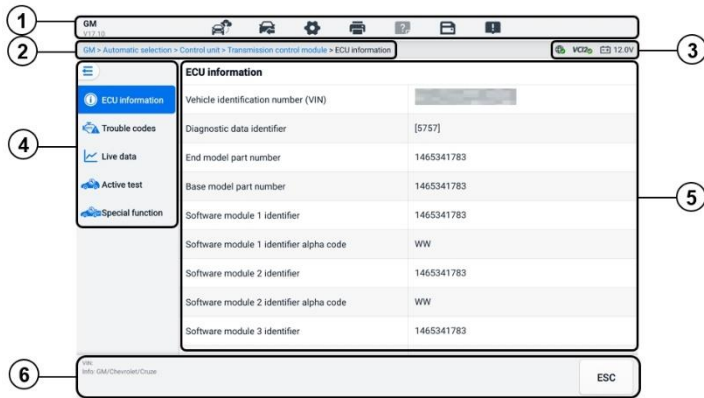 1
GM
V17.10
2
GM > Automatic selection > Control unit > Transmission control module > ECU information
VCI2 12.0V
3
4
ECU information
Trouble codes
Live data
Active test
Special function
ECU information
Vehicle identification number (VIN)
Diagnostic data identifier [5757]
End model part number 1465341783
Base model part number 1465341783
Software module 1 identifier 1465341783
Software module 1 identifier alpha code WW
Software module 2 identifier 1465341783
Software module 2 identifier alpha code WW
Software module 3 identifier 1465341783
5
6
VIN:
Info: GM/Chevrolet/Cruze
ESC